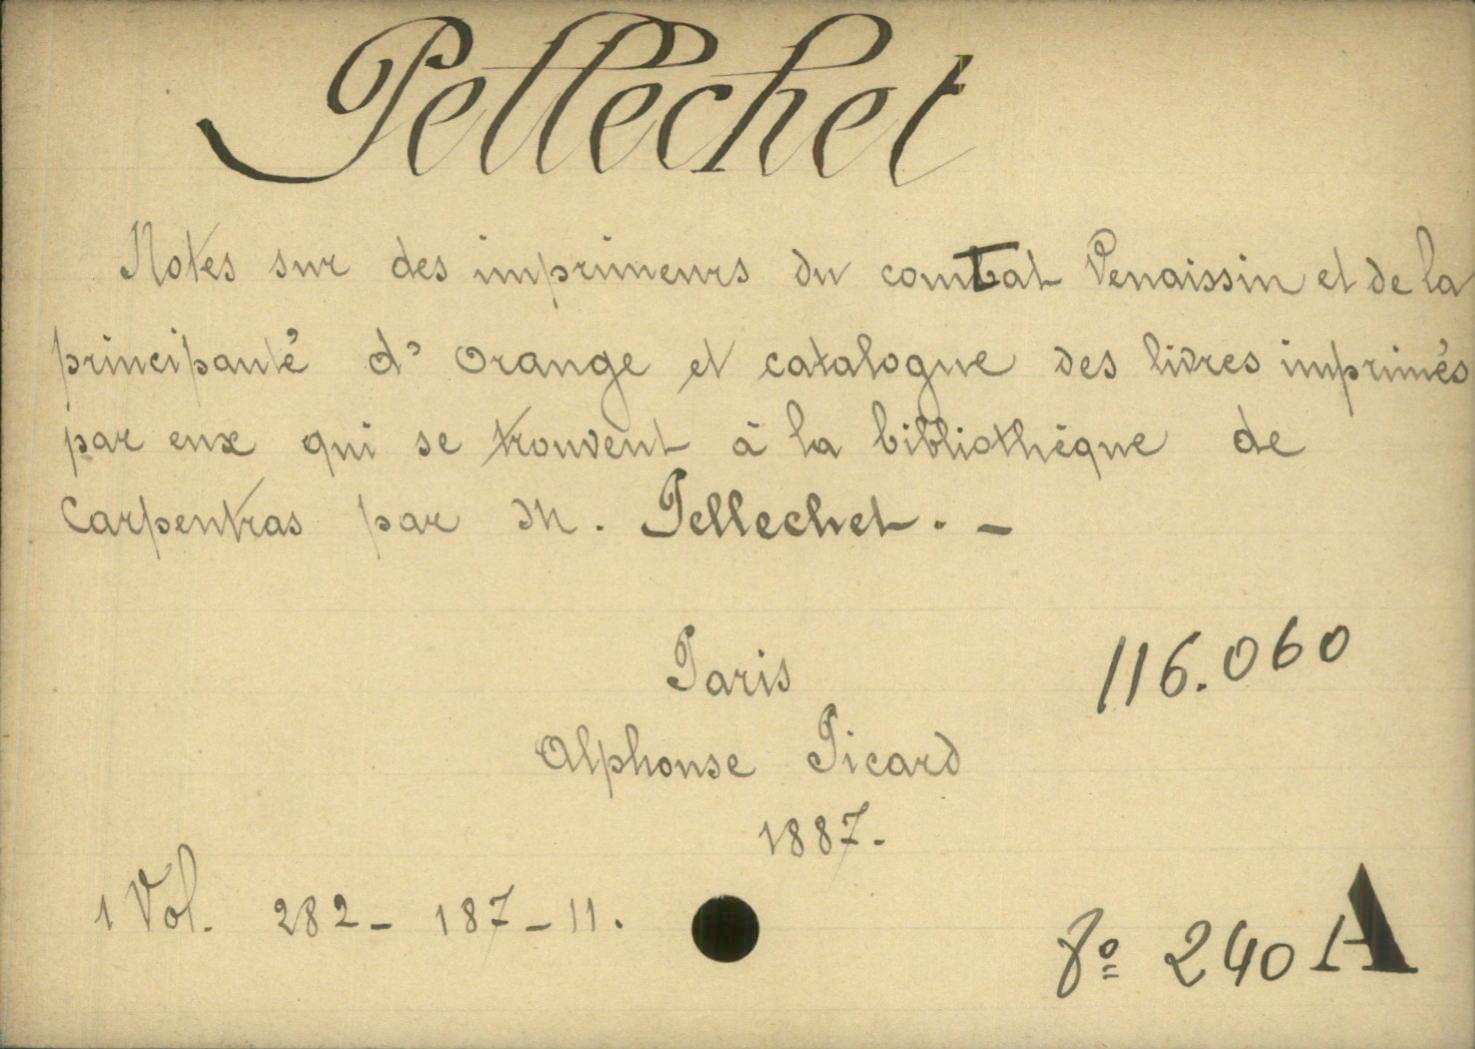 Pellechet
Notes sur des imprimeurs du comtat Venaissin et de la
principauté d'Orange et catalogue des livres imprimés
par eux qui se trouvent à la bibliothèque de
Carpentras par M. Pellechet. -
Paris
116.060
Alphonse Picard
1887.-
1 Vol. 282 - 187 - 11.
8º 240 A